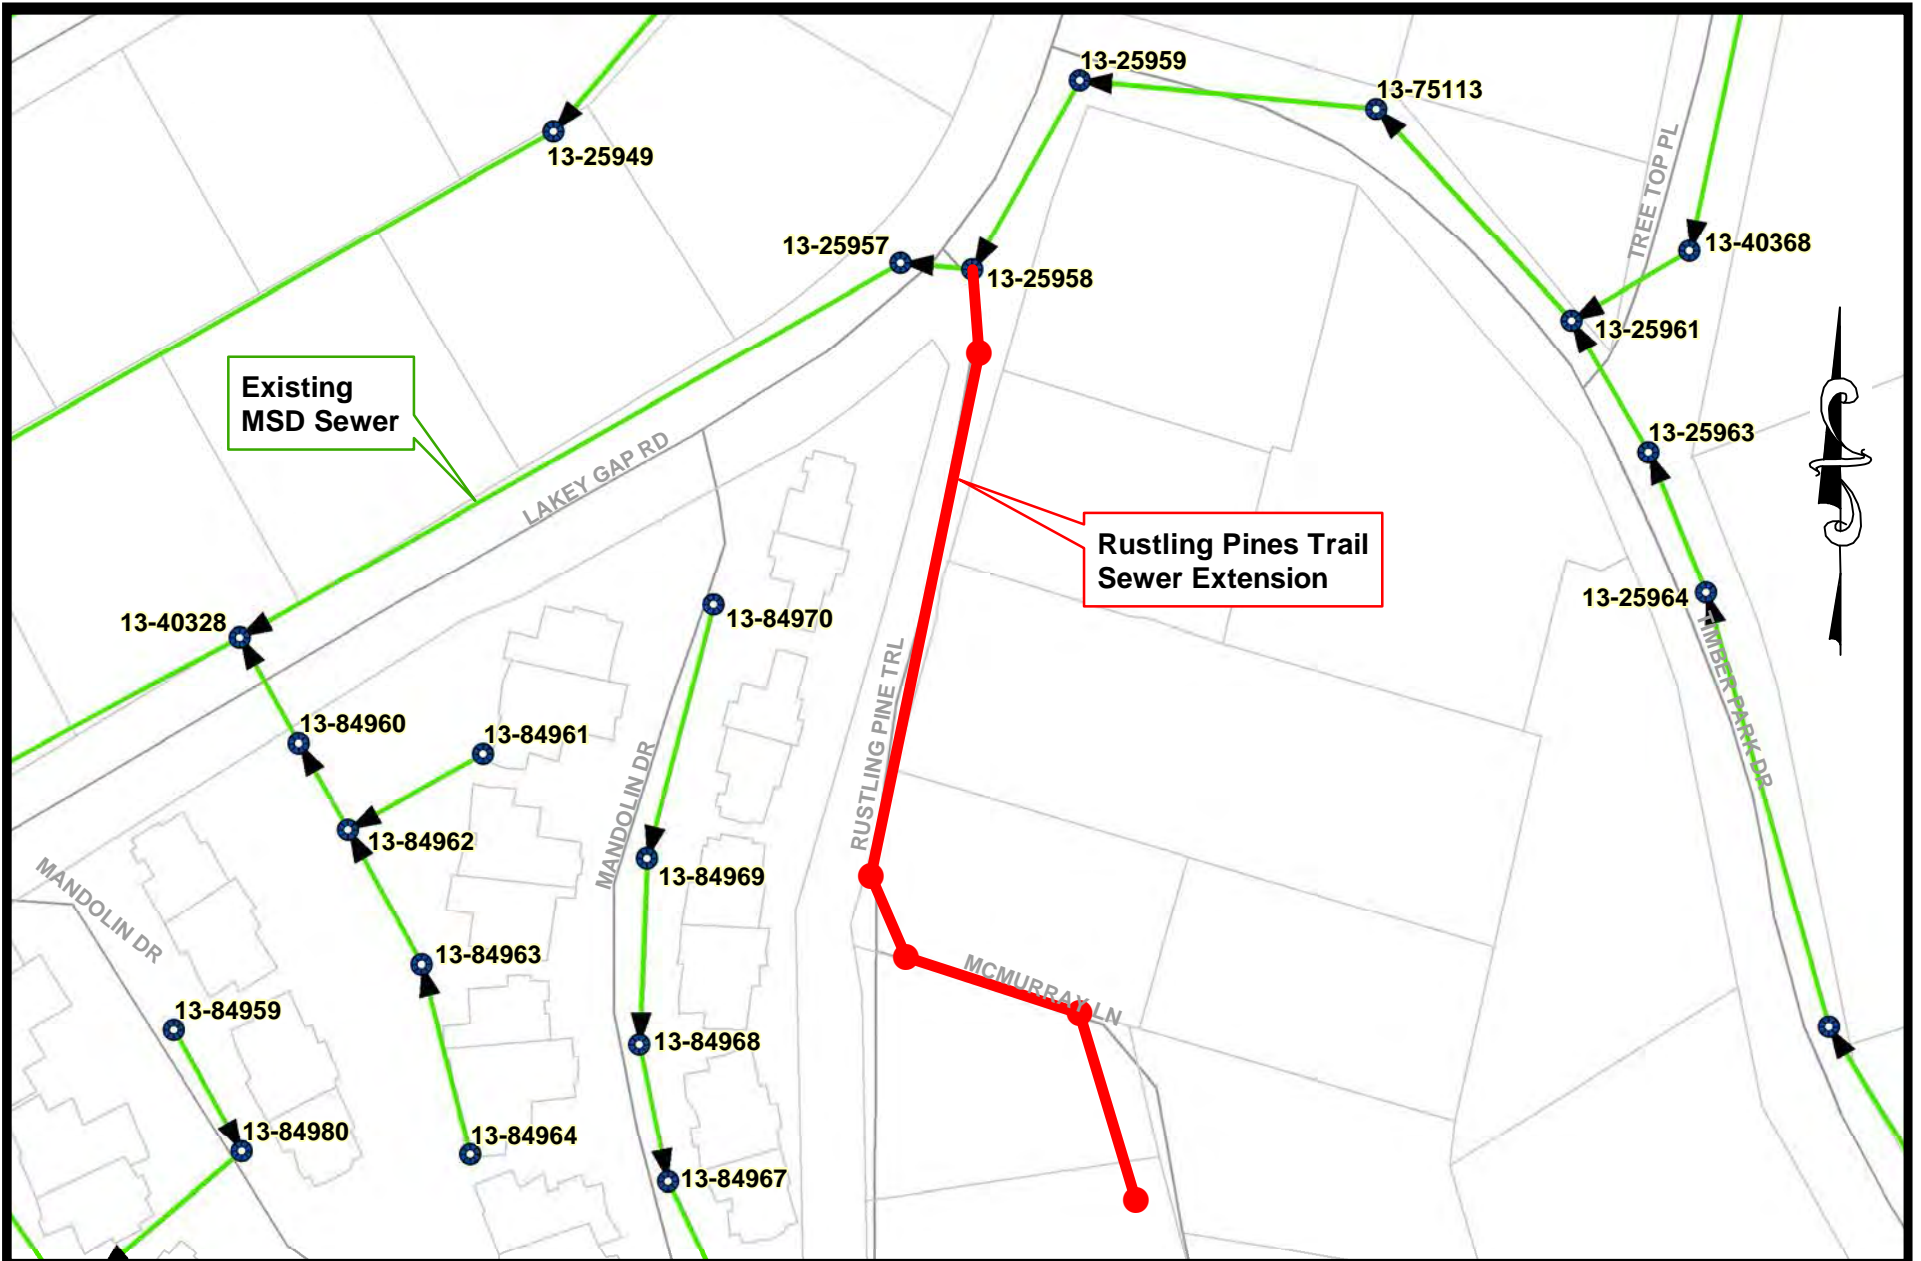 13-25959
13-75113
13-25949
TREE TOP PL
13-25957
13-40368
13-25958
13-25961
Existing
MSD Sewer
13-25963
LAKEY GAP RD
Rustling Pines Trail
Sewer Extension
13-25964
13-40328
13-84970
TIMBER PARK DR
RUSTLING PINE TRL
13-84960
13-84961
MANDOLIN DR
13-84962
13-84969
MANDOLIN DR
13-84963
MCMURRAY LN
13-84959
13-84968
13-84980
13-84964
13-84967